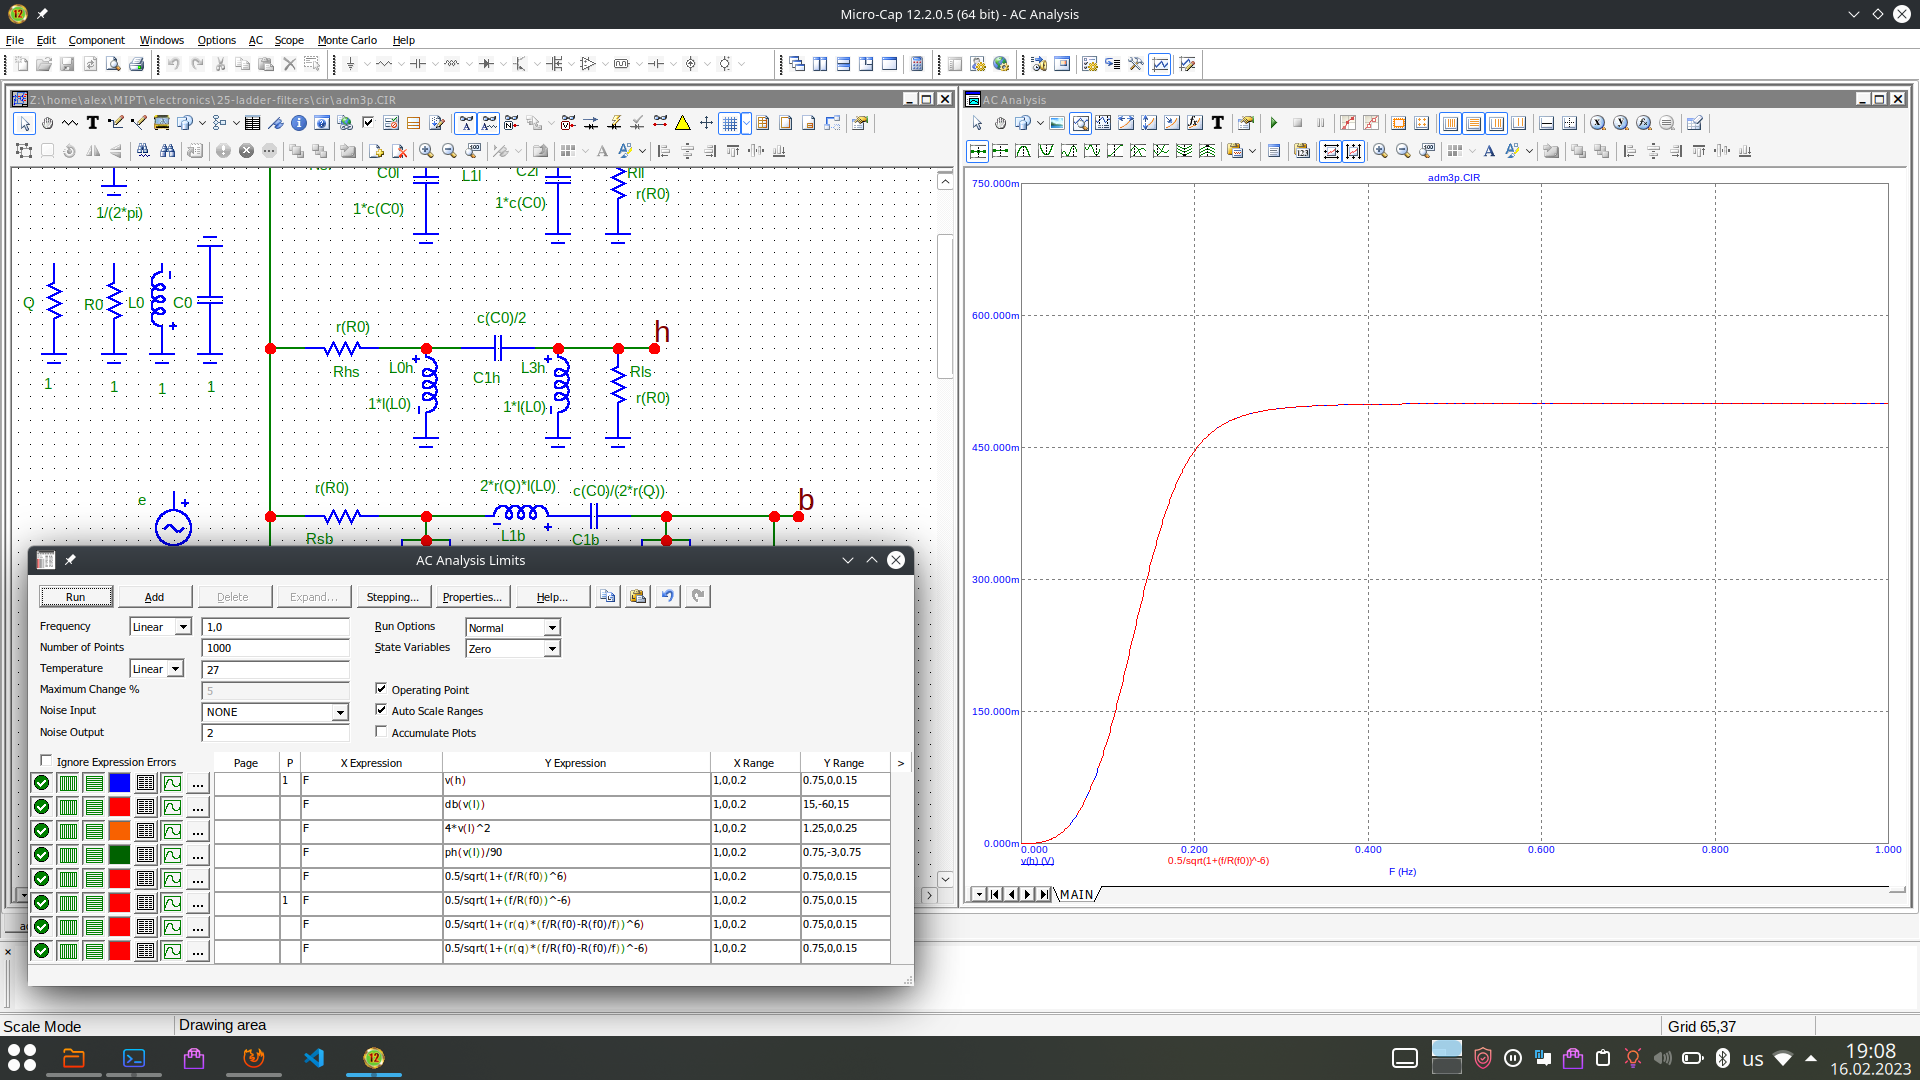 Micro-Cap 12.2.0.5 (64 bit) - AC Analysis
File Edit Component Windows Options AC Scope Monte Carlo Help
Z:\home\alex\MIPT\electronics\25-ladder-filters\cir\adm3p.CIR
AC Analysis
C0l
L1l
C2l
Rll
1*c(C0)
1*c(C0)
r(R0)
1/(2*pi)
Q
R0
L0
C0
1
1
1
1
r(R0)
c(C0)/2
h
Rhs
L0h
C1h
L3h
Rls
1*l(L0)
1*l(L0)
r(R0)
e
r(R0)
2*r(Q)*l(L0)
c(C0)/(2*r(Q))
b
Rsb
L1b
C1b
adm3p.CIR
750.000m
600.000m
450.000m
300.000m
150.000m
0.000m
0.000 0.200 0.400 0.600 0.800 1.000
v(h) (V)
0.5/sqrt(1+(f/R(f0))^-6)
F (Hz)
MAIN
AC Analysis Limits
Run Add Delete Expand... Stepping... Properties... Help...
Frequency Linear 1,0 Run Options Normal
Number of Points 1000 State Variables Zero
Temperature Linear 27
Maximum Change % 5 Operating Point
Noise Input NONE Auto Scale Ranges
Noise Output 2 Accumulate Plots
Ignore Expression Errors Page P X Expression Y Expression X Range Y Range >
... 1 F v(h) 1,0,0.2 0.75,0,0.15
... F db(v(l)) 1,0,0.2 15,-60,15
... F 4*v(l)^2 1,0,0.2 1.25,0,0.25
... F ph(v(l))/90 1,0,0.2 0.75,-3,0.75
... F 0.5/sqrt(1+(f/R(f0))^6) 1,0,0.2 0.75,0,0.15
... 1 F 0.5/sqrt(1+(f/R(f0))^-6) 1,0,0.2 0.75,0,0.15
... F 0.5/sqrt(1+(r(q)*(f/R(f0)-R(f0)/f))^6) 1,0,0.2 0.75,0,0.15
... F 0.5/sqrt(1+(r(q)*(f/R(f0)-R(f0)/f))^-6) 1,0,0.2 0.75,0,0.15
Scale Mode
Drawing area
Grid 65,37
us
19:08
16.02.2023